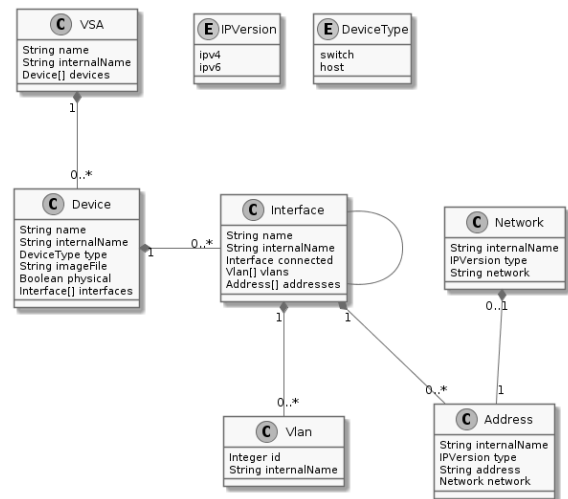 C VSA
String name
String internalName
Device[] devices
E IPVersion
ipv4
ipv6
E DeviceType
switch
host
1
0..*
C Device
String name
String internalName
DeviceType type
String imageFile
Boolean physical
Interface[] interfaces
1
0..*
C Interface
String name
String internalName
Interface connected
Vlan[] vlans
Address[] addresses
C Network
String internalName
IPVersion type
String network
1
1
0..1
0..*
0..*
1
C Vlan
Integer id
String internalName
C Address
String internalName
IPVersion type
String address
Network network